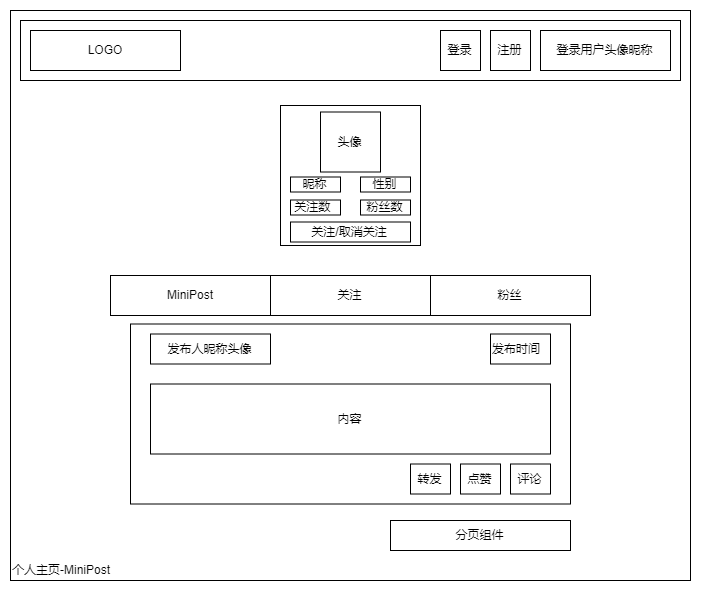 LOGO
登录
注册
登录用户头像昵称
头像
昵称
性别
关注数
粉丝数
关注/取消关注
MiniPost
关注
粉丝
发布人昵称头像
发布时间
内容
转发
点赞
评论
分页组件
个人主页-MiniPost